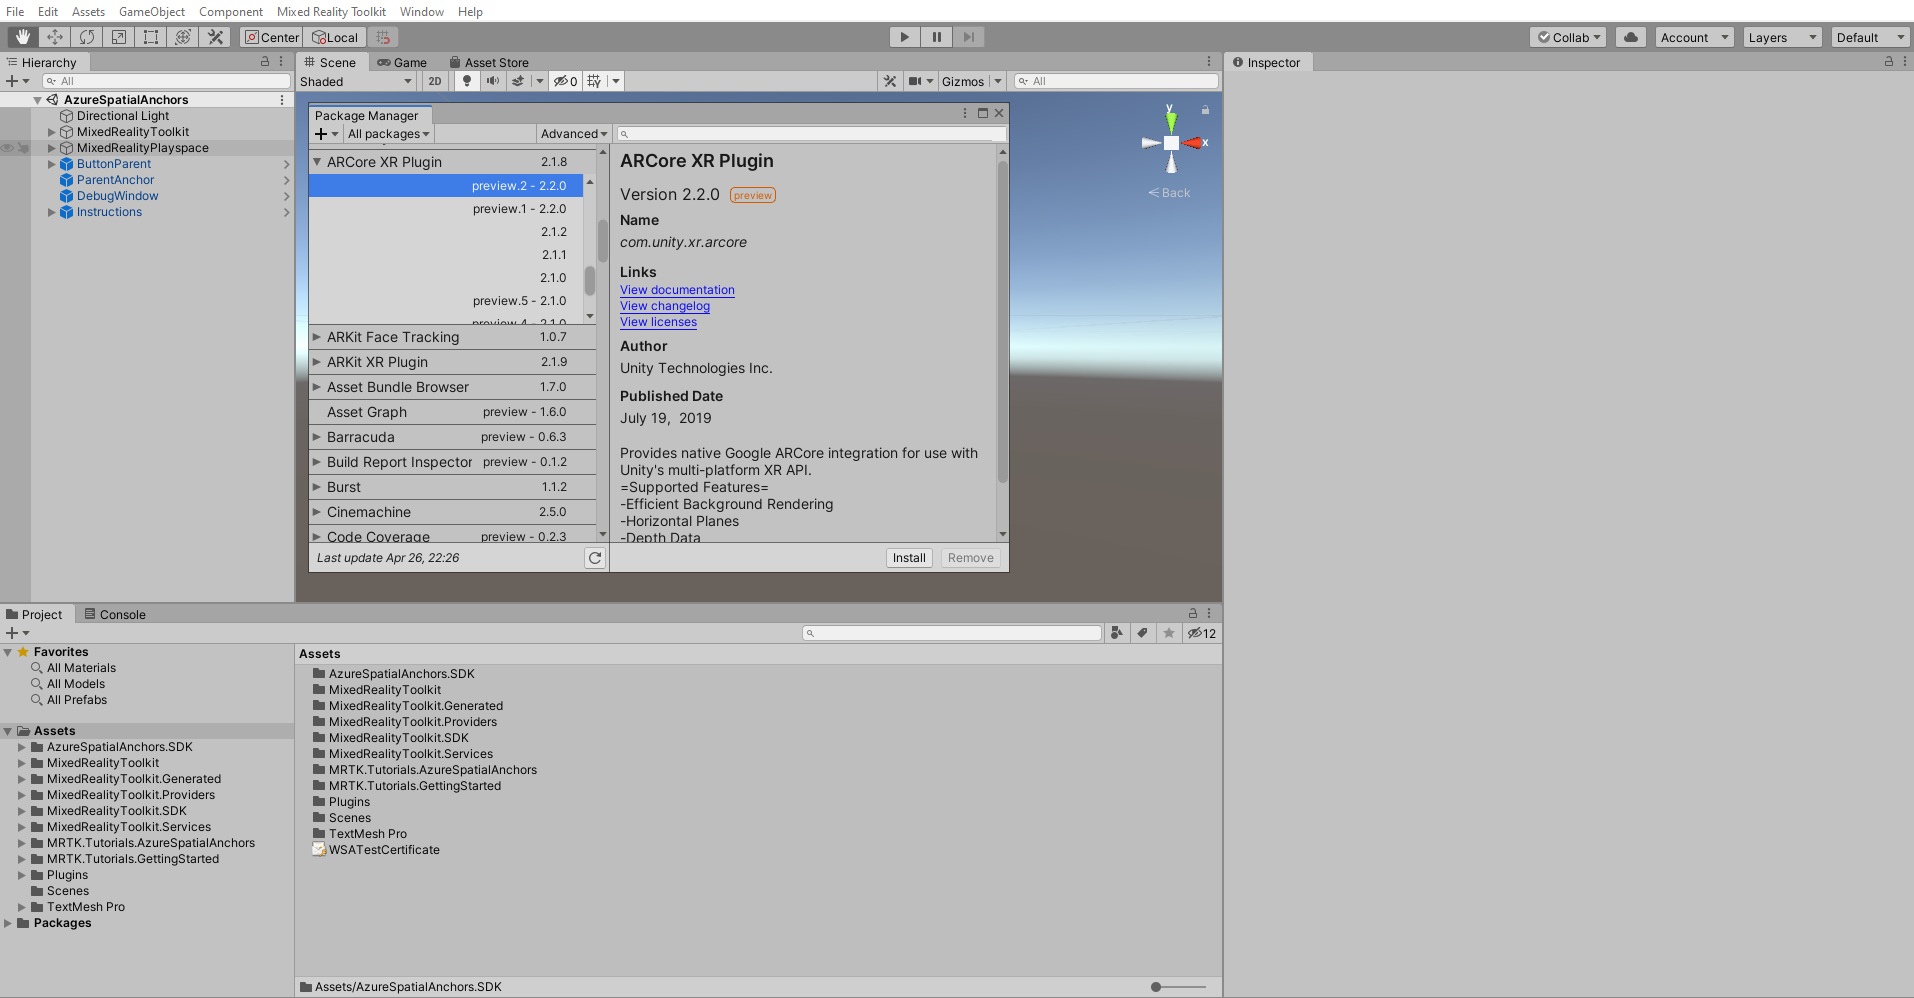 File Edit Assets GameObject Component Mixed Reality Toolkit Window Help
Center Local Collab Account Layers Default
Hierarchy
All
AzureSpatialAnchors
Directional Light
MixedRealityToolkit
MixedRealityPlayspace
ButtonParent
ParentAnchor
DebugWindow
Instructions
Scene Game Asset Store
Shaded 2D 0 Gizmos All
y
x
Back
Package Manager
All packages Advanced
ARCore XR Plugin 2.1.8
preview.2 - 2.2.0
preview.1 - 2.2.0
2.1.2
2.1.1
2.1.0
preview.5 - 2.1.0
preview.4 - 2.1.0
ARKit Face Tracking 1.0.7
ARKit XR Plugin 2.1.9
Asset Bundle Browser 1.7.0
Asset Graph preview - 1.6.0
Barracuda preview - 0.6.3
Build Report Inspector preview - 0.1.2
Burst 1.1.2
Cinemachine 2.5.0
Code Coverage preview - 0.2.3
Last update Apr 26, 22:26
ARCore XR Plugin
Version 2.2.0 preview
Name
com.unity.xr.arcore
Links
View documentation
View changelog
View licenses
Author
Unity Technologies Inc.
Published Date
July 19, 2019
Provides native Google ARCore integration for use with
Unity's multi-platform XR API.
=Supported Features=
-Efficient Background Rendering
-Horizontal Planes
-Depth Data
Install Remove
Inspector
Project Console
12
Favorites
All Materials
All Models
All Prefabs
Assets
AzureSpatialAnchors.SDK
MixedRealityToolkit
MixedRealityToolkit.Generated
MixedRealityToolkit.Providers
MixedRealityToolkit.SDK
MixedRealityToolkit.Services
MRTK.Tutorials.AzureSpatialAnchors
MRTK.Tutorials.GettingStarted
Plugins
Scenes
TextMesh Pro
Packages
Assets
AzureSpatialAnchors.SDK
MixedRealityToolkit
MixedRealityToolkit.Generated
MixedRealityToolkit.Providers
MixedRealityToolkit.SDK
MixedRealityToolkit.Services
MRTK.Tutorials.AzureSpatialAnchors
MRTK.Tutorials.GettingStarted
Plugins
Scenes
TextMesh Pro
WSATestCertificate
Assets/AzureSpatialAnchors.SDK